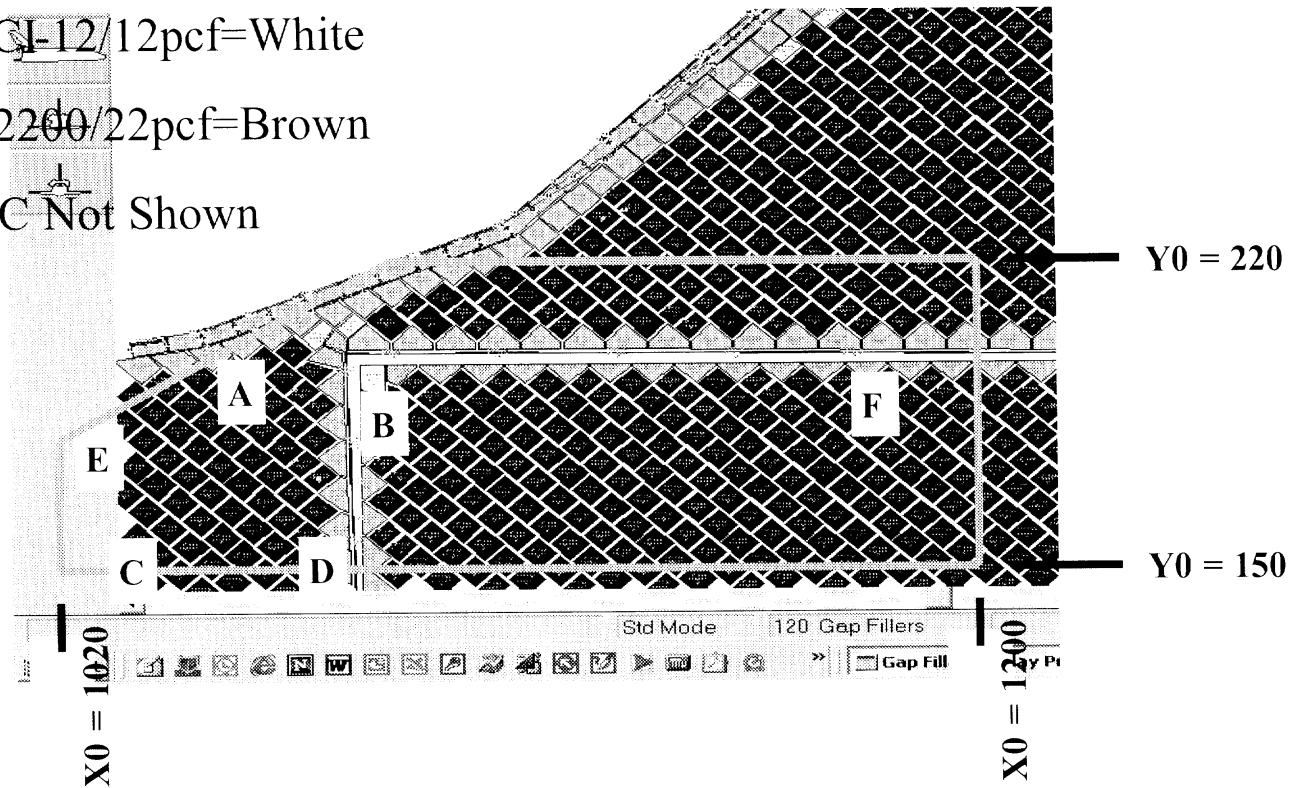 CI-12/12pcf=White
2200/22pcf=Brown
C Not Shown
Y0 = 220
A
B
F
E
C
D
Y0 = 150
Std Mode
120 Gap Fillers
W
»
Gap Fill
X0 = 1020
X0 = 1200